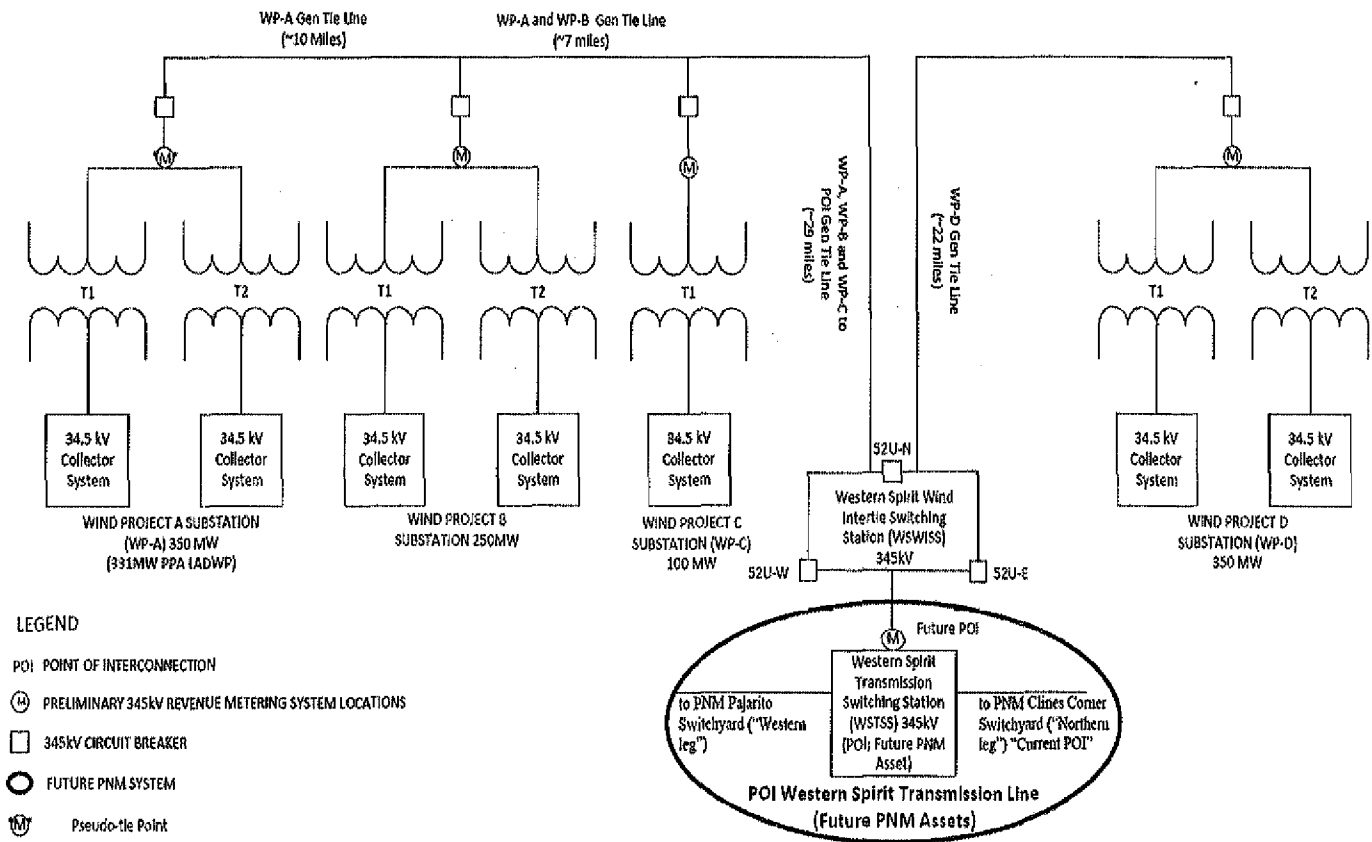 WP-A Gen Tie Line
(~10 Miles)
WP-A and WP-B Gen Tie Line
(~7 miles)
WP-A, WP-B and WP-C to
POI Gen Tie Line
(~29 miles)
WP-D Gen Tie Line
(~22 miles)
M
M
M
M
T1
T2
T1
T2
T1
T1
T2
34.5 kV
Collector
System
34.5 kV
Collector
System
34.5 kV
Collector
System
34.5 kV
Collector
System
34.5 kV
Collector
System
34.5 kV
Collector
System
34.5 kV
Collector
System
WIND PROJECT A SUBSTATION
(WP-A) 350 MW
(331MW PPA LADWP)
WIND PROJECT B
SUBSTATION 250MW
WIND PROJECT C
SUBSTATION (WP-C)
100 MW
WIND PROJECT D
SUBSTATION (WP-D)
350 MW
52U-N
Western Spirit Wind
Intertie Switching
Station (WSWISS)
345kV
52U-W
52U-E
M
Future POI
Western Spirit
Transmission
Switching Station
(WSTSS) 345kV
(POI; Future PNM
Asset)
to PNM Pajarito
Switchyard ("Western
leg")
to PNM Clines Corner
Switchyard ("Northern
leg") "Current POI"
POI Western Spirit Transmission Line
(Future PNM Assets)
LEGEND
POI POINT OF INTERCONNECTION
M PRELIMINARY 345kV REVENUE METERING SYSTEM LOCATIONS
345kV CIRCUIT BREAKER
FUTURE PNM SYSTEM
M Pseudo-tie Point